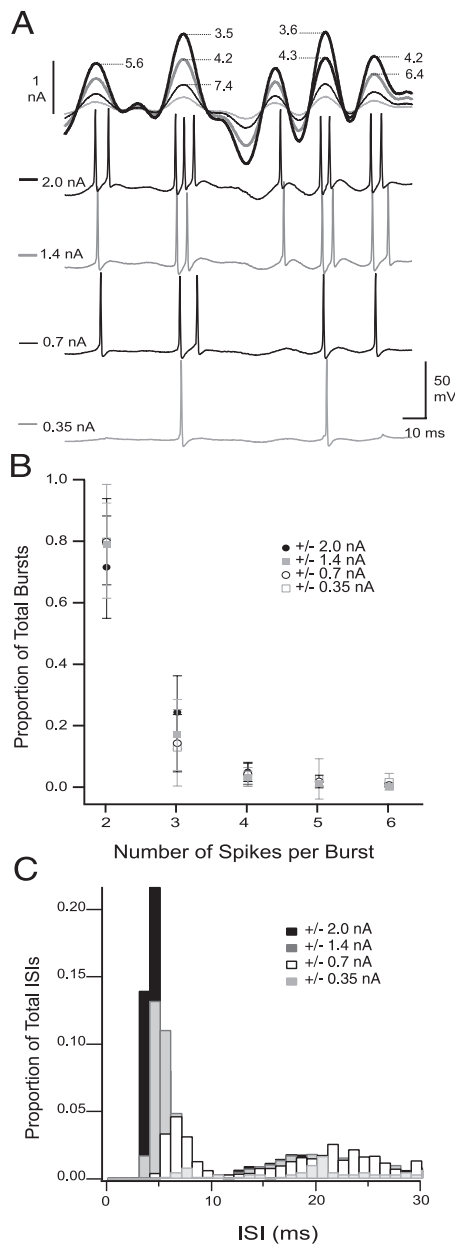 A
1
nA
5.6
3.5
4.2
7.4
3.6
4.3
4.2
6.4
2.0 nA
1.4 nA
0.7 nA
0.35 nA
50
mV
10 ms
B
Proportion of Total Bursts
1.0
0.8
0.6
0.4
0.2
0.0
+/- 2.0 nA
+/- 1.4 nA
+/- 0.7 nA
+/- 0.35 nA
2 3 4 5 6
Number of Spikes per Burst
C
Proportion of Total ISIs
0.20
0.15
0.10
0.05
0.00
+/- 2.0 nA
+/- 1.4 nA
+/- 0.7 nA
+/- 0.35 nA
0 10 20 30
ISI (ms)